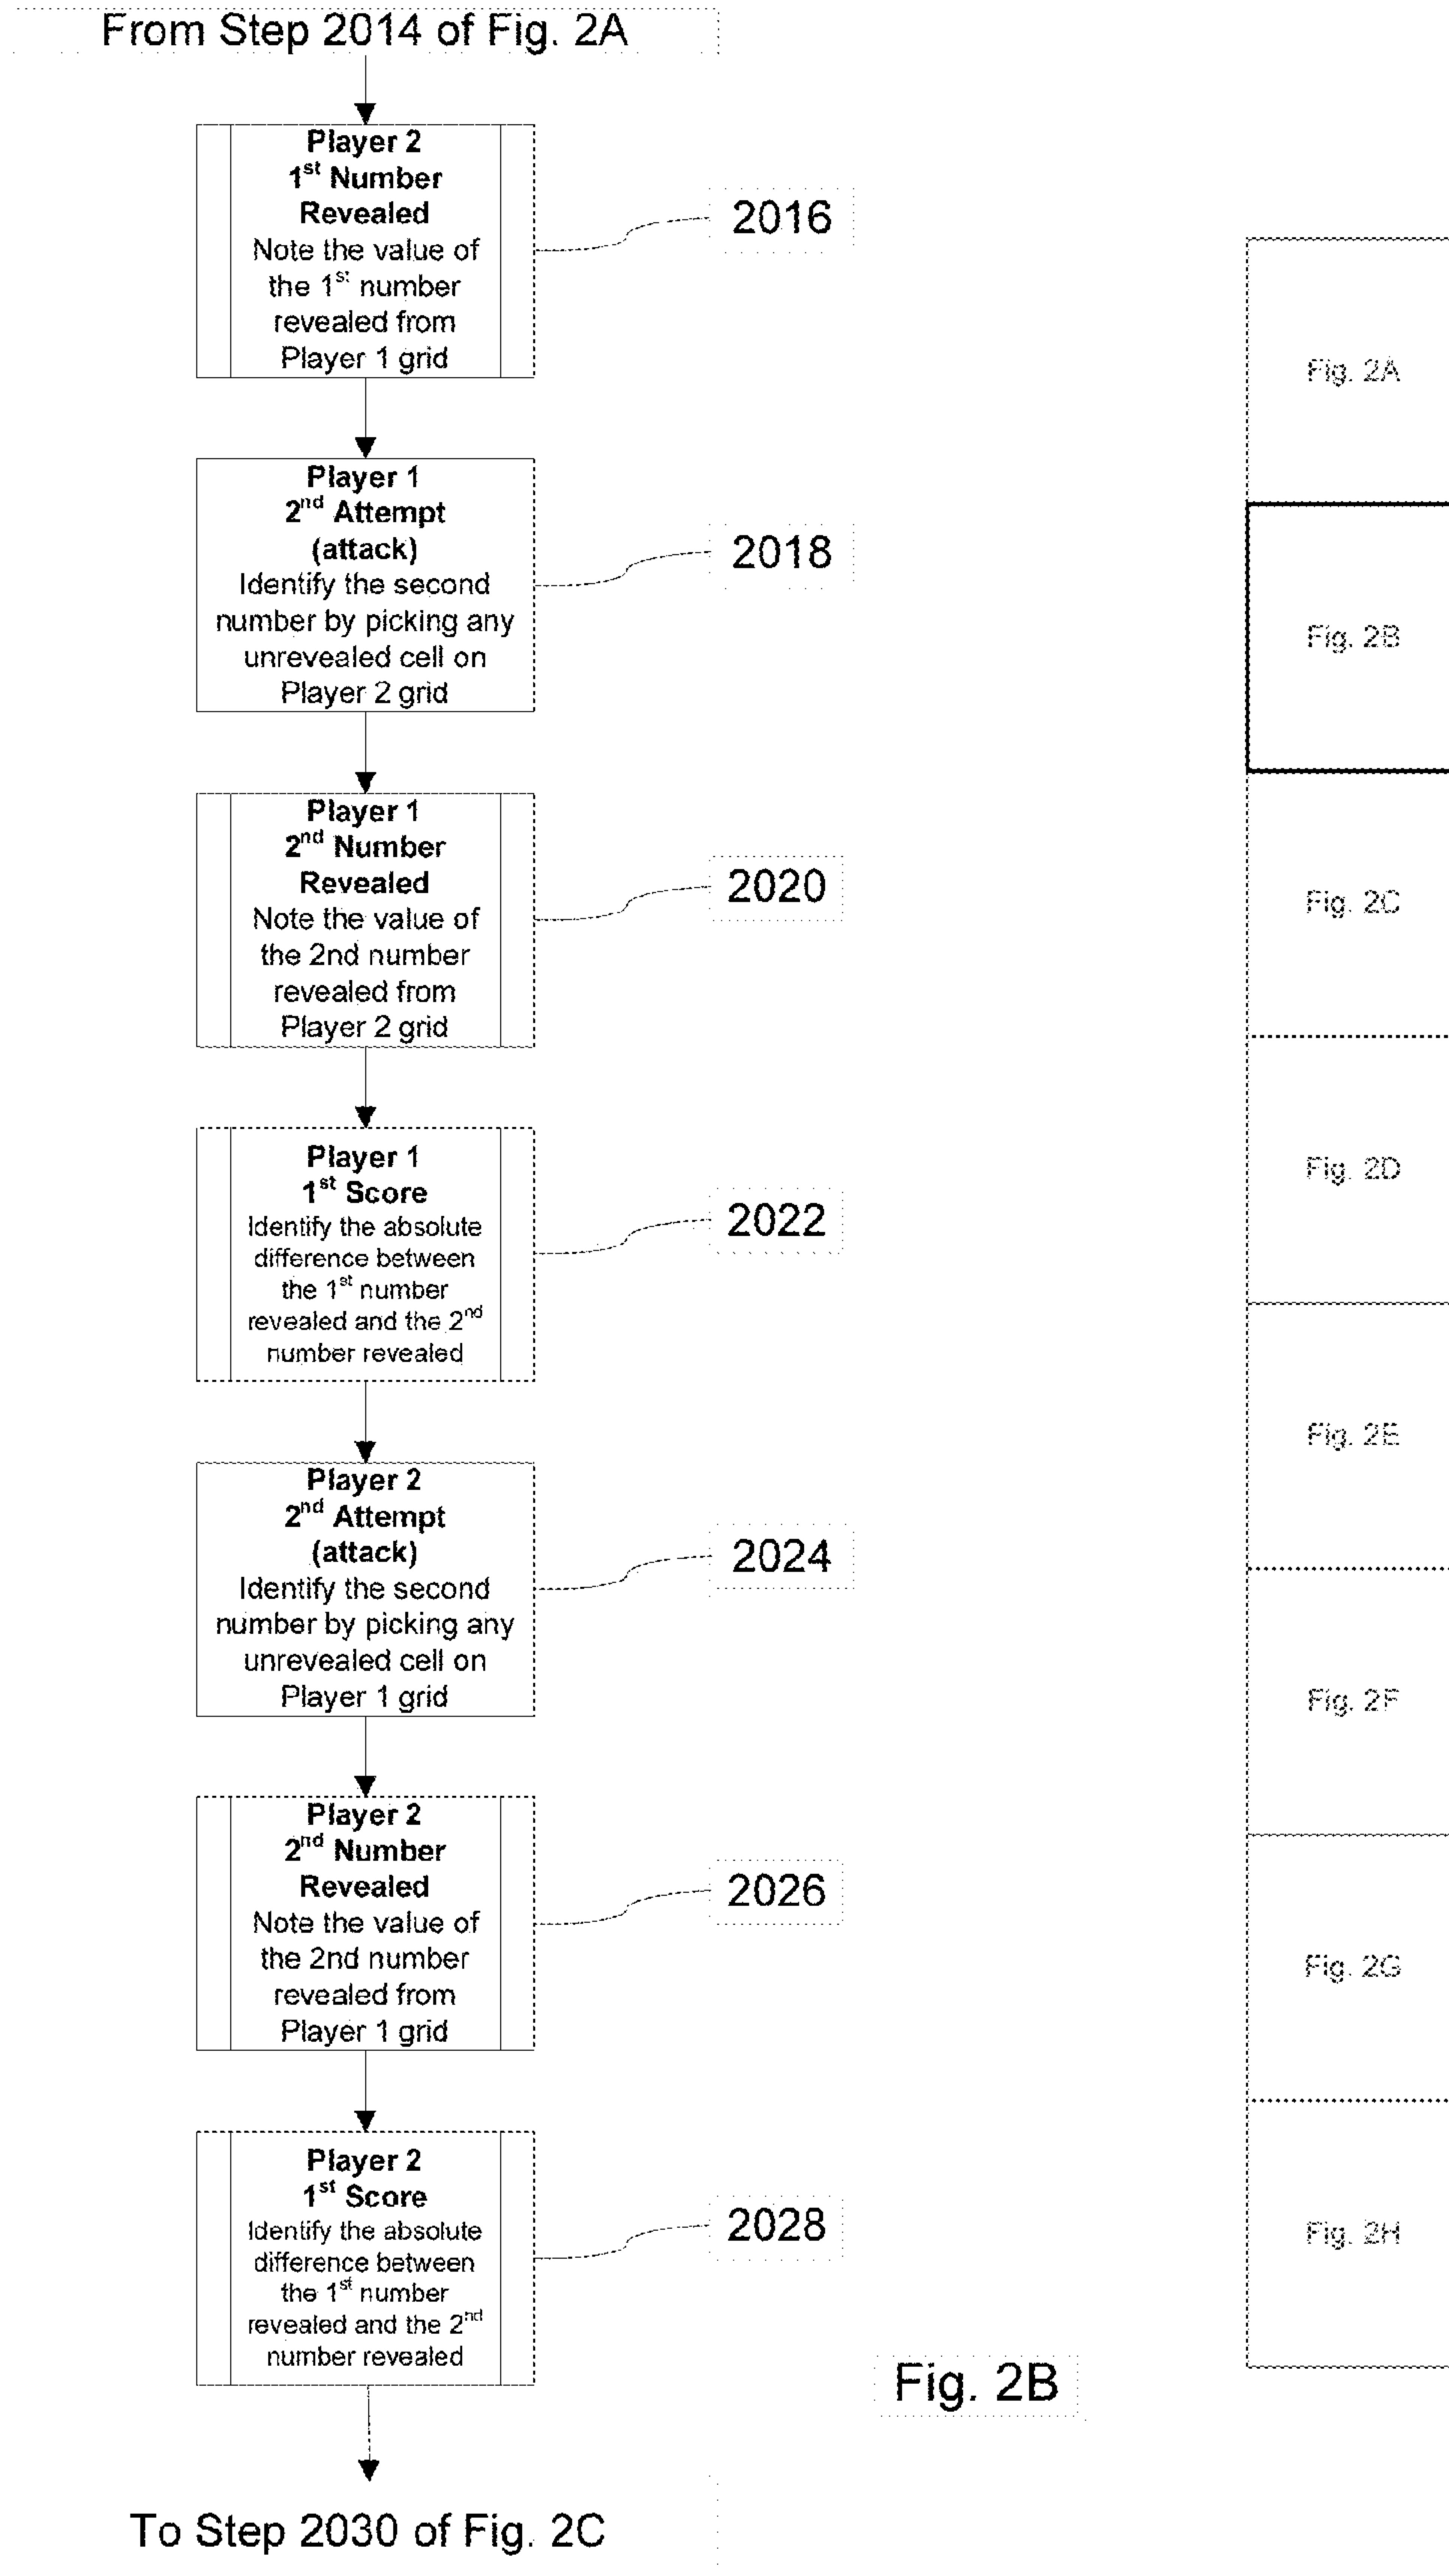 From Step 2014 of Fig. 2A
Player 2
1st Number
Revealed
Note the value of
the 1st number
revealed from
Player 1 grid
2016
Player 1
2nd Attempt
(attack)
Identify the second
number by picking any
unrevealed cell on
Player 2 grid
2018
Player 1
2nd Number
Revealed
Note the value of
the 2nd number
revealed from
Player 2 grid
2020
Player 1
1st Score
Identify the absolute
difference between
the 1st number
revealed and the 2nd
number revealed
2022
Player 2
2nd Attempt
(attack)
Identify the second
number by picking any
unrevealed cell on
Player 1 grid
2024
Player 2
2nd Number
Revealed
Note the value of
the 2nd number
revealed from
Player 1 grid
2026
Player 2
1st Score
Identify the absolute
difference between
the 1st number
revealed and the 2nd
number revealed
2028
To Step 2030 of Fig. 2C
Fig. 2B
Fig. 2A
Fig. 2B
Fig. 2C
Fig. 2D
Fig. 2E
Fig. 2F
Fig. 2G
Fig. 2H